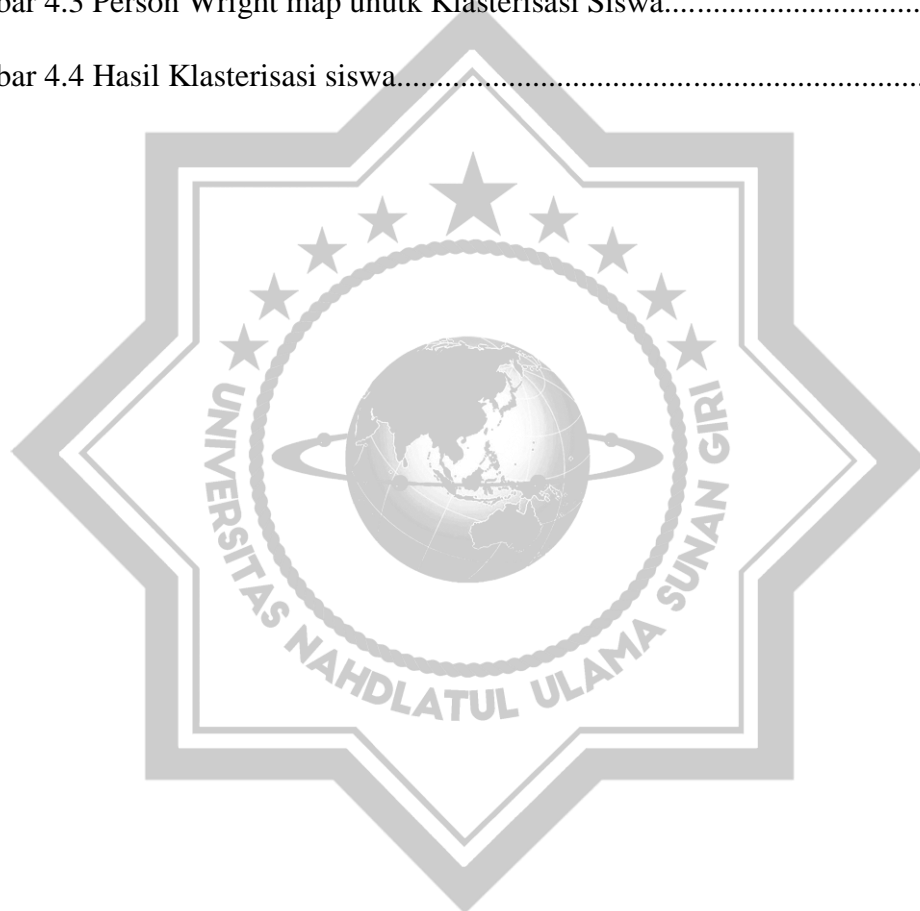 bar 4.3 Person Wright map unutk Klasterisasi Siswa................................
bar 4.4 Hasil Klasterisasi siswa..................................................................
UNIVERSITAS NAHDLATUL ULAMA SUNAN GIRI